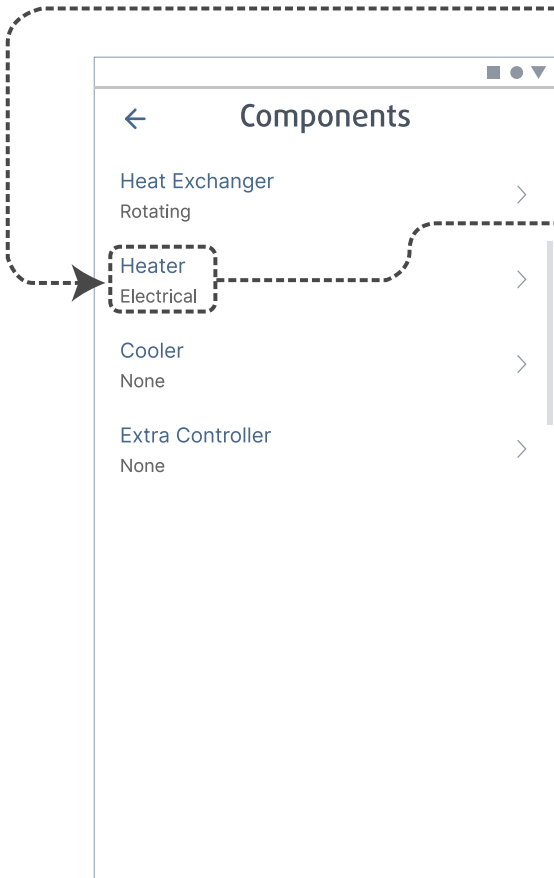 Components
Heat Exchanger
Rotating
Heater
Electrical
Cooler
None
Extra Controller
None